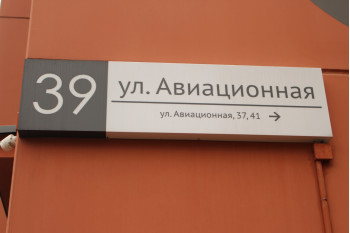 39
ул. Авиационная
ул. Авиационная, 37, 41 →